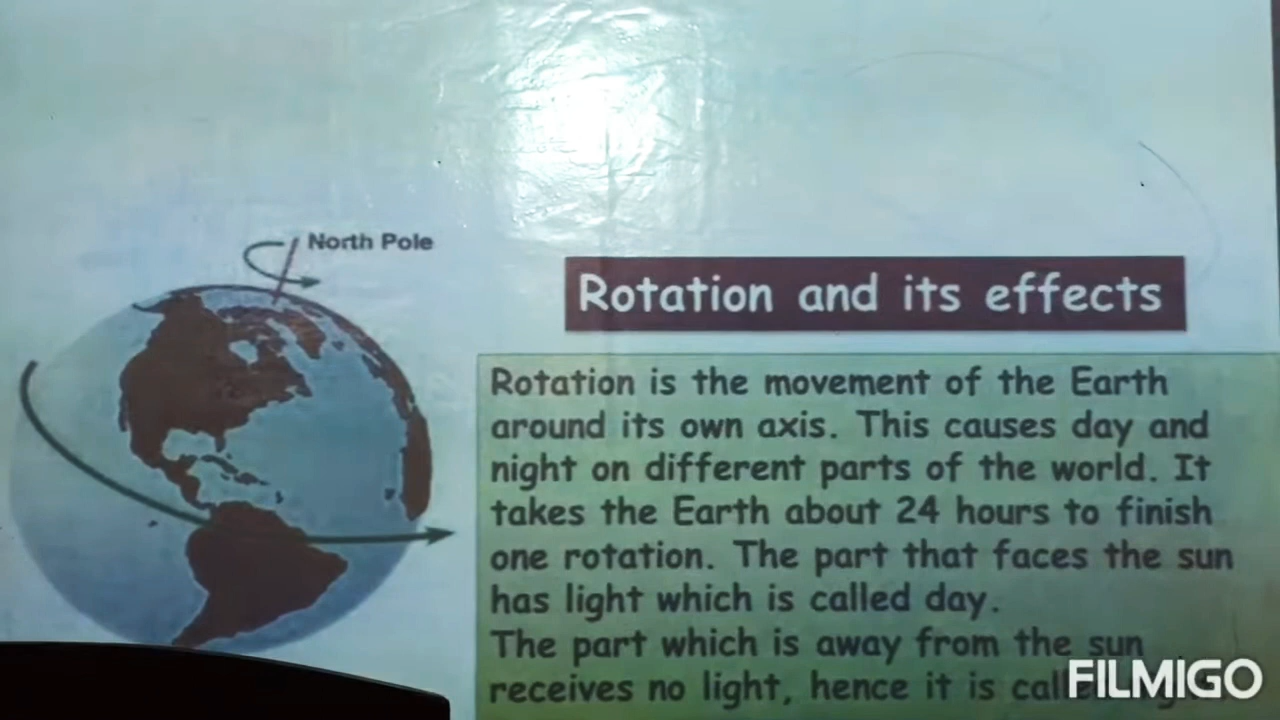 North Pole
Rotation and its effects
Rotation is the movement of the Earth
around its own axis. This causes day and
night on different parts of the world. It
takes the Earth about 24 hours to finish
one rotation. The part that faces the sun
has light which is called day.
The part which is away from the sun
receives no light, hence it is
FILMIGO